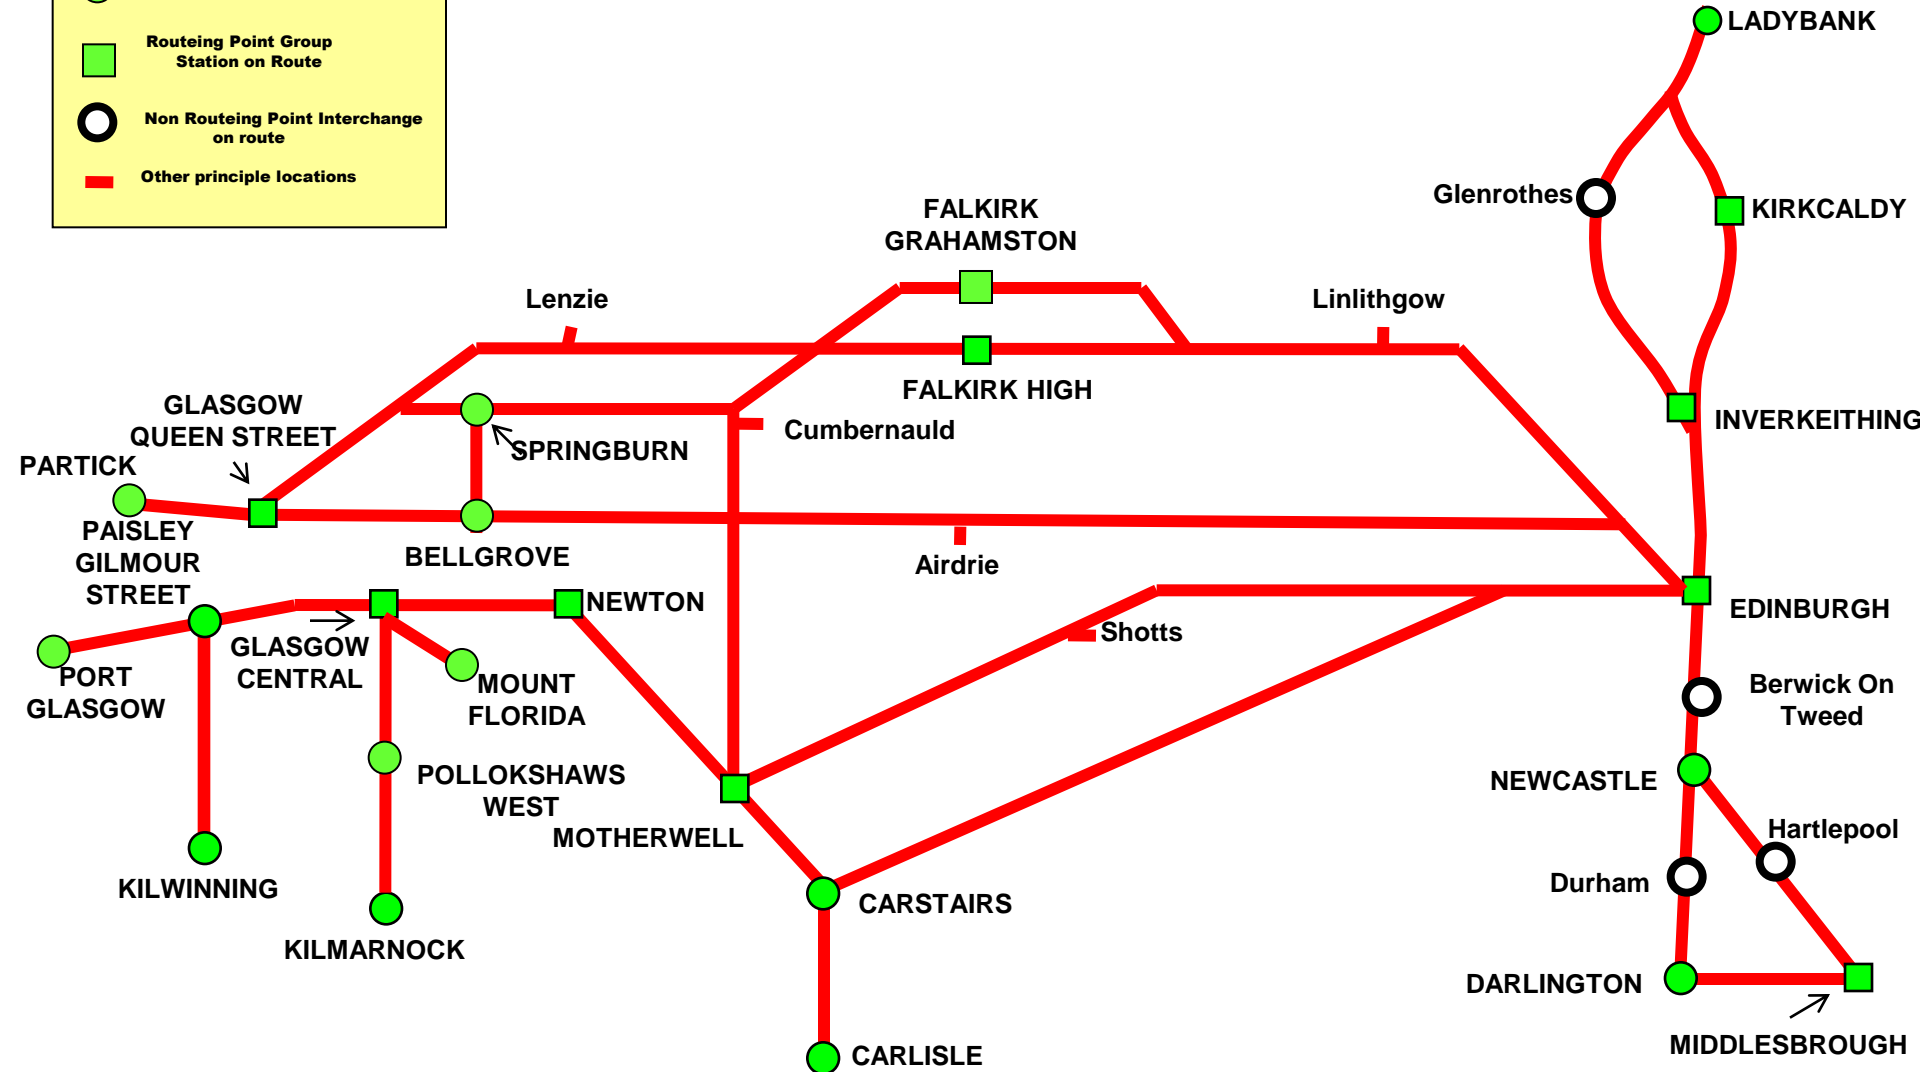 Routeing Point Group
Station on Route
Non Routeing Point Interchange
on route
Other principle locations
LADYBANK
Glenrothes
KIRKCALDY
FALKIRK
GRAHAMSTON
Lenzie
Linlithgow
FALKIRK HIGH
GLASGOW
QUEEN STREET
INVERKEITHING
Cumbernauld
SPRINGBURN
PARTICK
PAISLEY
GILMOUR
STREET
BELLGROVE
Airdrie
NEWTON
EDINBURGH
Shotts
GLASGOW
CENTRAL
PORT
GLASGOW
MOUNT
FLORIDA
Berwick On
Tweed
POLLOKSHAWS
WEST
NEWCASTLE
MOTHERWELL
Hartlepool
KILWINNING
Durham
CARSTAIRS
KILMARNOCK
DARLINGTON
MIDDLESBROUGH
CARLISLE